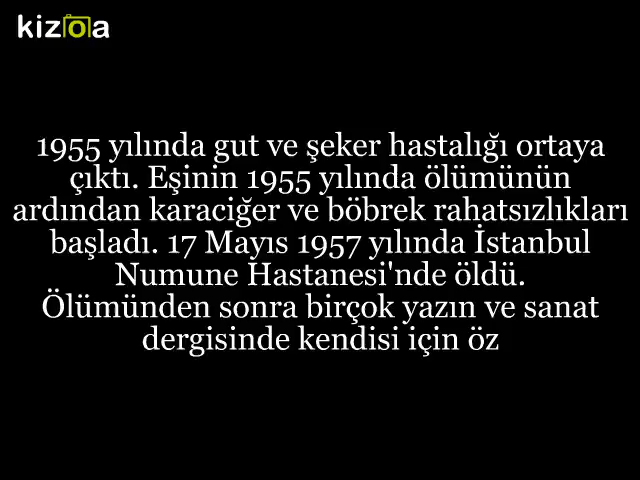 kizoa
1955 yılında gut ve şeker hastalığı ortaya
çıktı. Eşinin 1955 yılında ölümünün
ardından karaciğer ve böbrek rahatsızlıkları
başladı. 17 Mayıs 1957 yılında İstanbul
Numune Hastanesi'nde öldü.
Ölümünden sonra birçok yazın ve sanat
dergisinde kendisi için öz